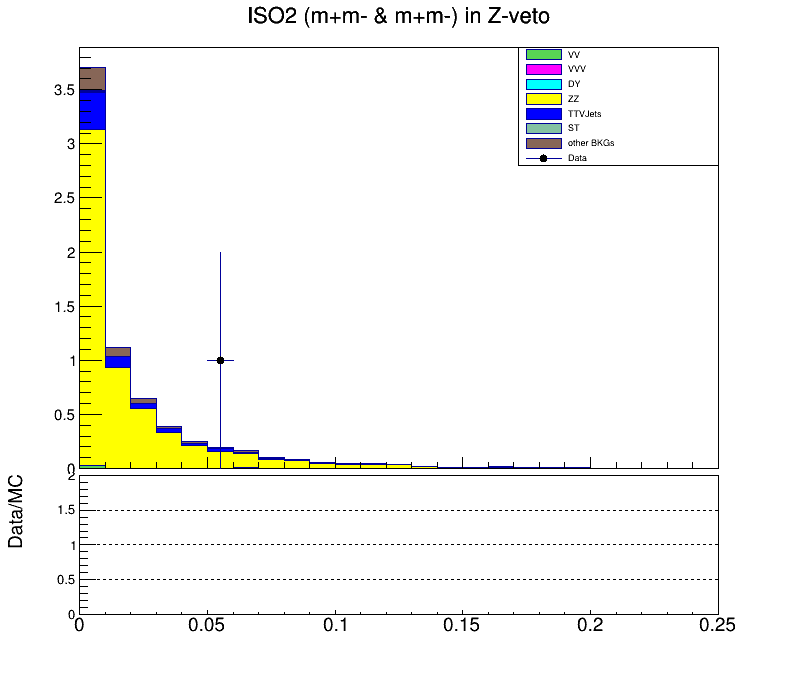 ISO2 (m+m- & m+m-) in Z-veto
VV
VVV
DY
ZZ
TTVJets
ST
other BKGs
Data
3.5
3
2.5
2
1.5
1
0.5
0
Data/MC
2
1.5
1
0.5
0
0 0.05 0.1 0.15 0.2 0.25